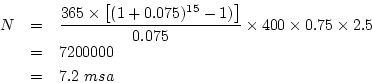 N = 365 × [(1 + 0.075)^15 − 1)] / 0.075 × 400 × 0.75 × 2.5
= 7200000
= 7.2 msa